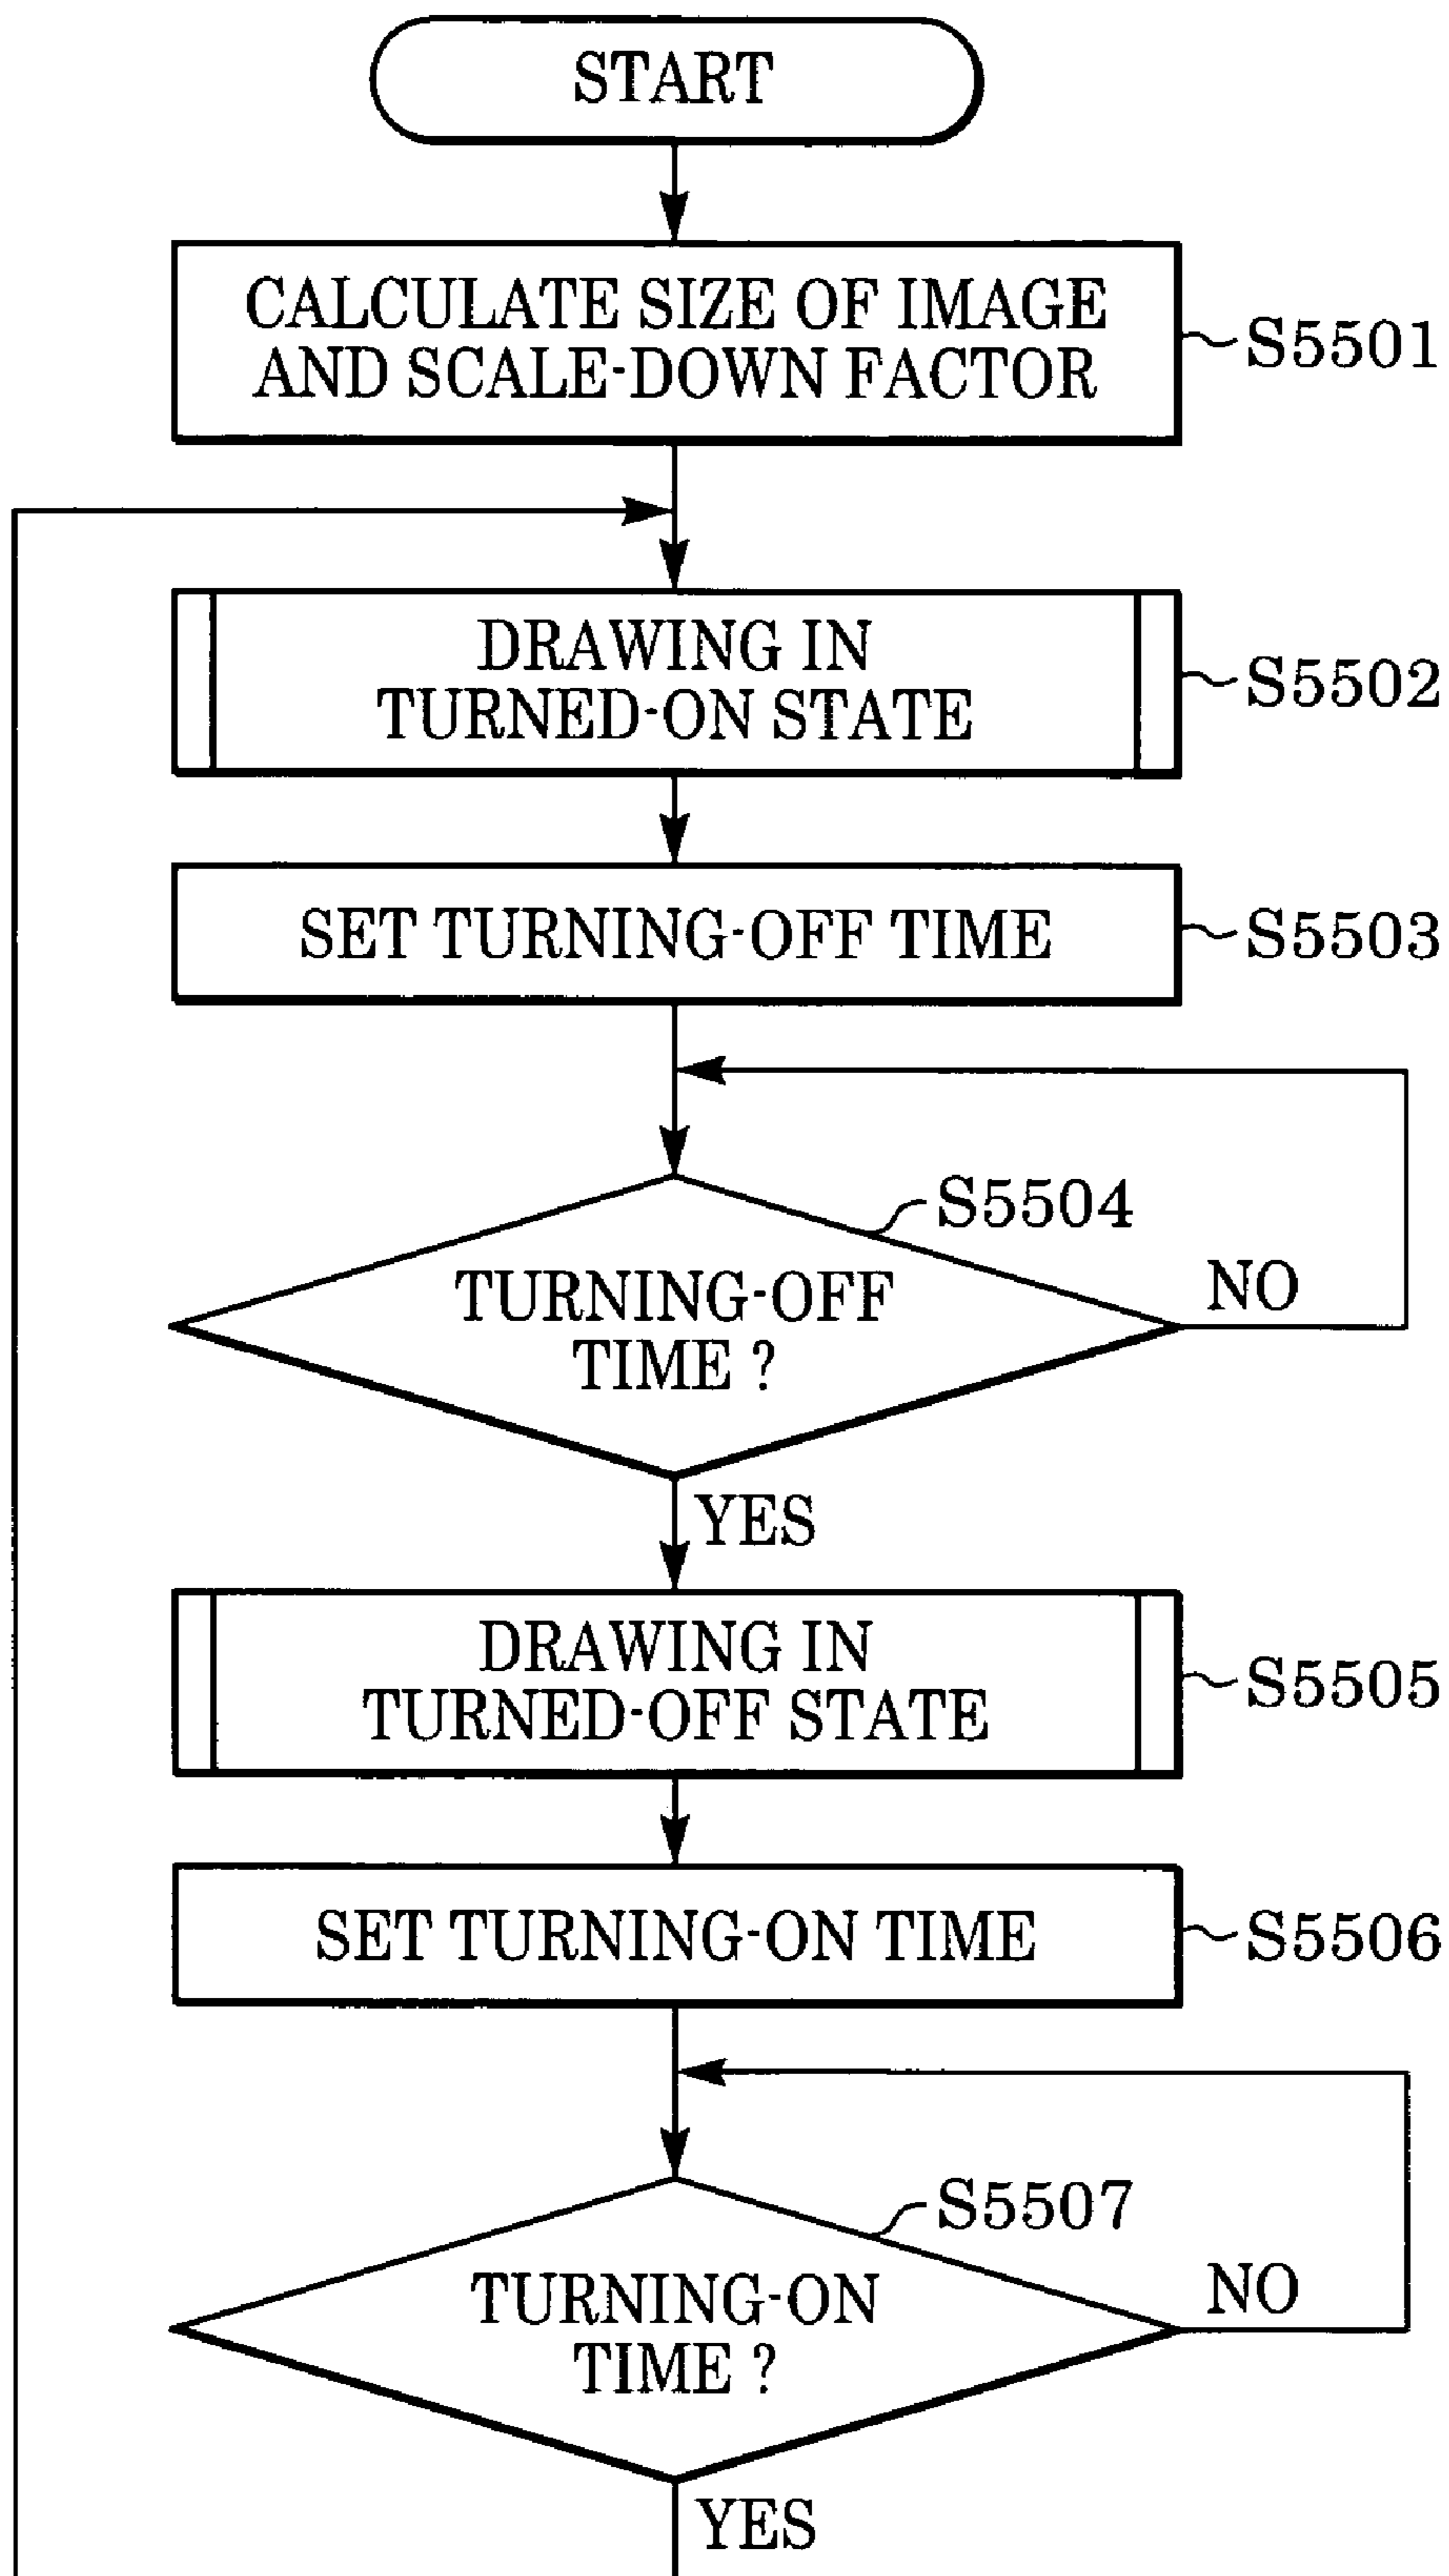 START
CALCULATE SIZE OF IMAGE
AND SCALE-DOWN FACTOR
S5501
DRAWING IN
TURNED-ON STATE
S5502
SET TURNING-OFF TIME
S5503
S5504
TURNING-OFF
TIME ?
NO
YES
DRAWING IN
TURNED-OFF STATE
S5505
SET TURNING-ON TIME
S5506
S5507
TURNING-ON
TIME ?
NO
YES